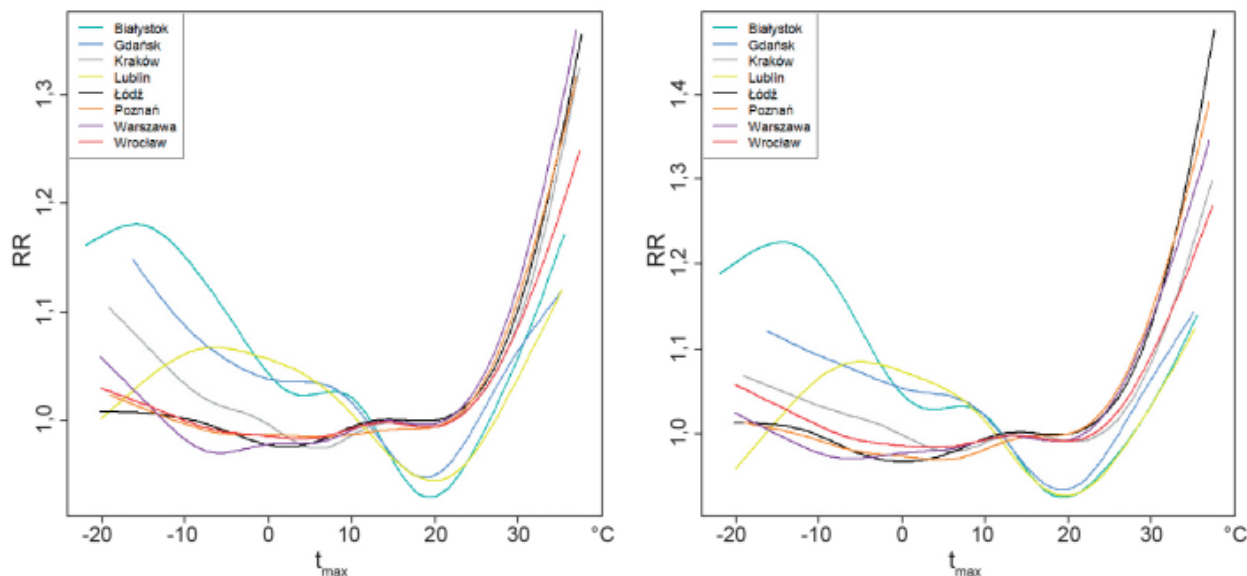 Białystok
Gdańsk
Kraków
Lublin
Łódź
Poznań
Warszawa
Wrocław
1,3
1,2
1,1
1,0
RR
-20 -10 0 10 20 30 °C
t_max
Białystok
Gdańsk
Kraków
Lublin
Łódź
Poznań
Warszawa
Wrocław
1,4
1,3
1,2
1,1
1,0
RR
-20 -10 0 10 20 30 °C
t_max